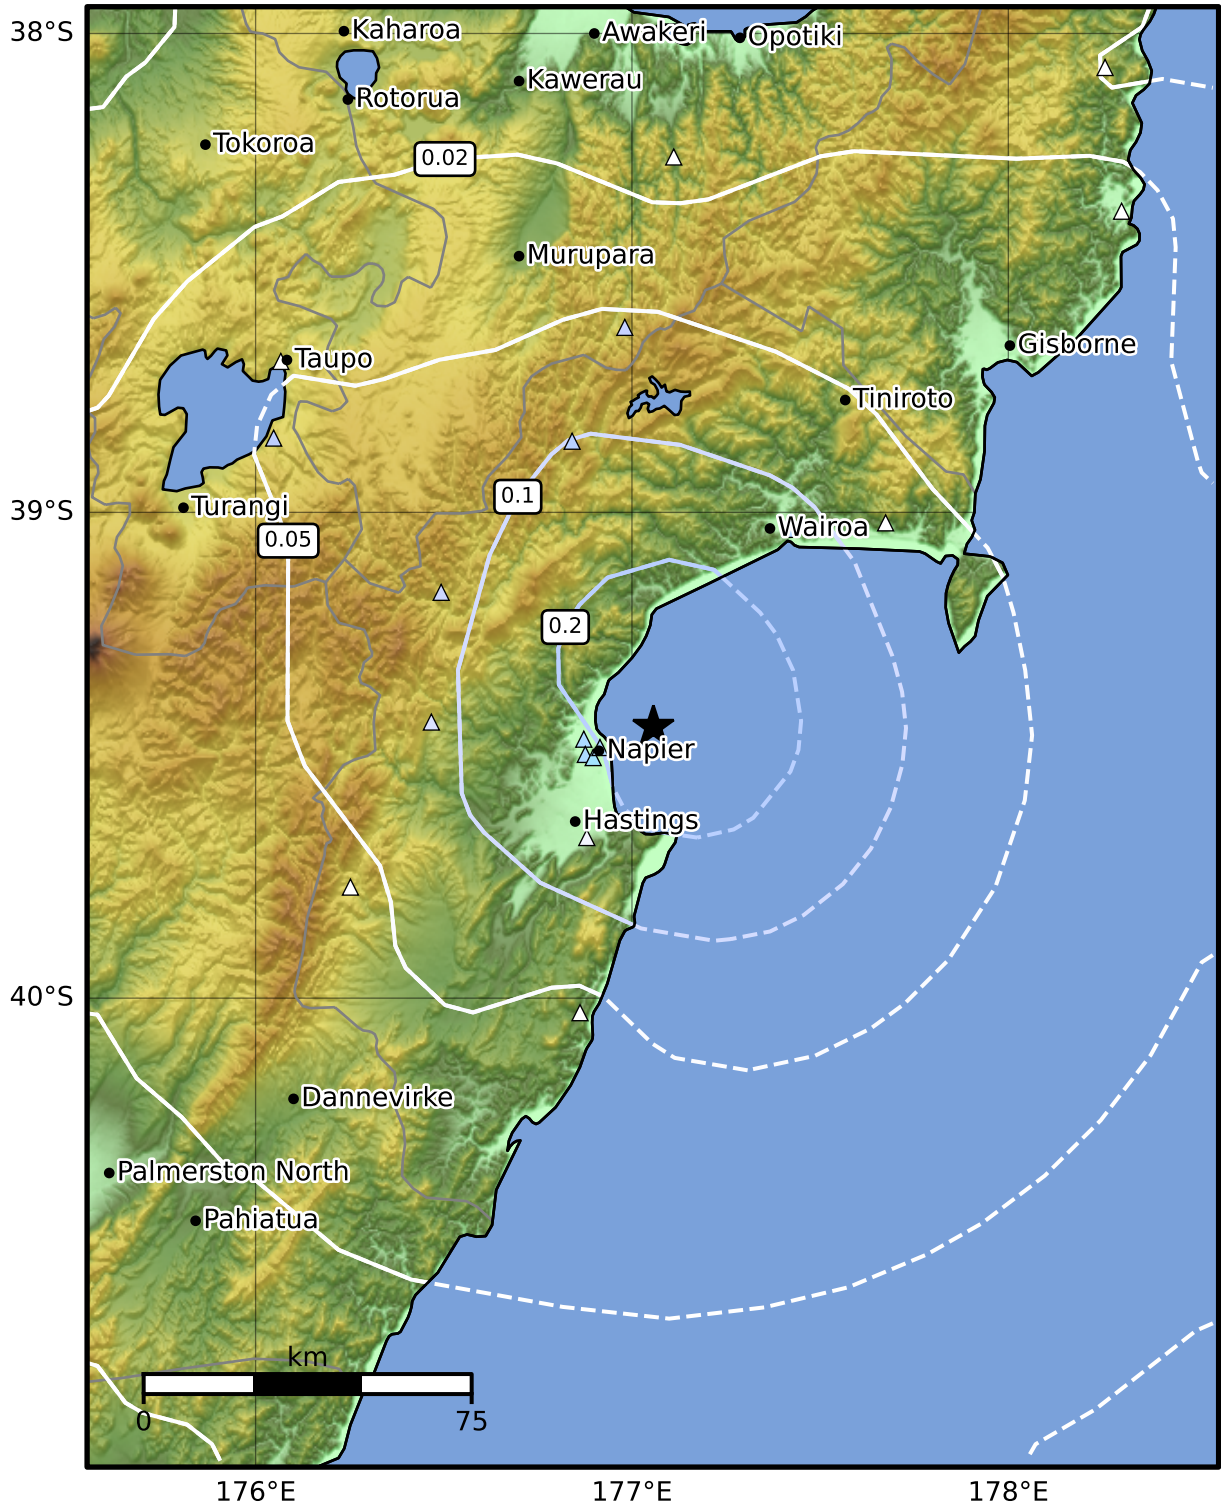 38°S
Kaharoa
Awakeri
Opotiki
Kawerau
Rotorua
Tokoroa
0.02
Murupara
Gisborne
Taupo
Tiniroto
0.1
39°S
Turangi
Wairoa
0.05
0.2
Napier
Hastings
40°S
Dannevirke
Palmerston North
Pahiatua
km
0
75
176°E
177°E
178°E